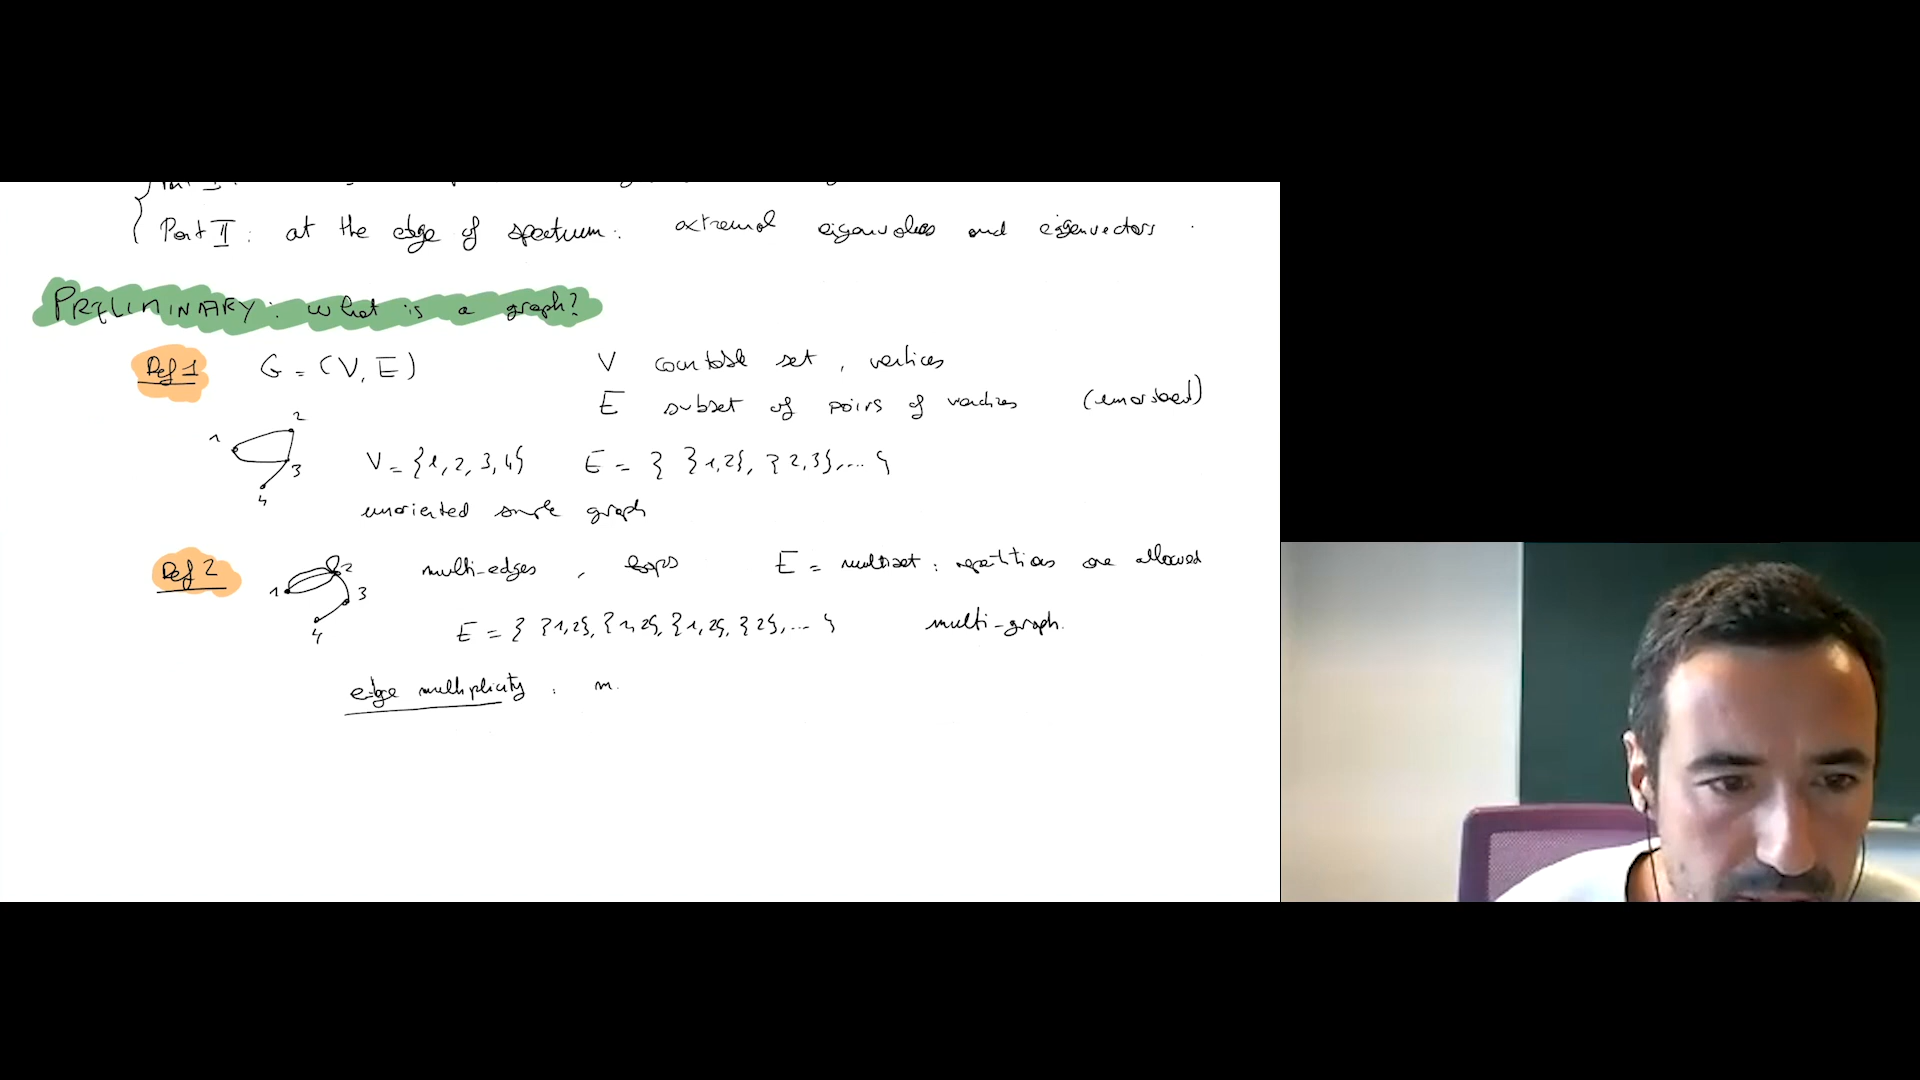 Part II : at the edge of spectrum : extremal eigenvalues and eigenvectors .
PRELIMINARY : what is a graph?
Def 1 G = (V, E) V countable set , vertices
E subset of pairs of vertices (unordered)
1 2 3 4
V = {1, 2, 3, 4} E = { {1,2}, {2,3}, ... }
unoriented simple graph
Def 2 1 2 3 4 multi-edges , loops E = multiset : repetitions are allowed
E = { {1,2}, {1,2}, {1,2}, {2}, ... } multi-graph.
edge multiplicity : m